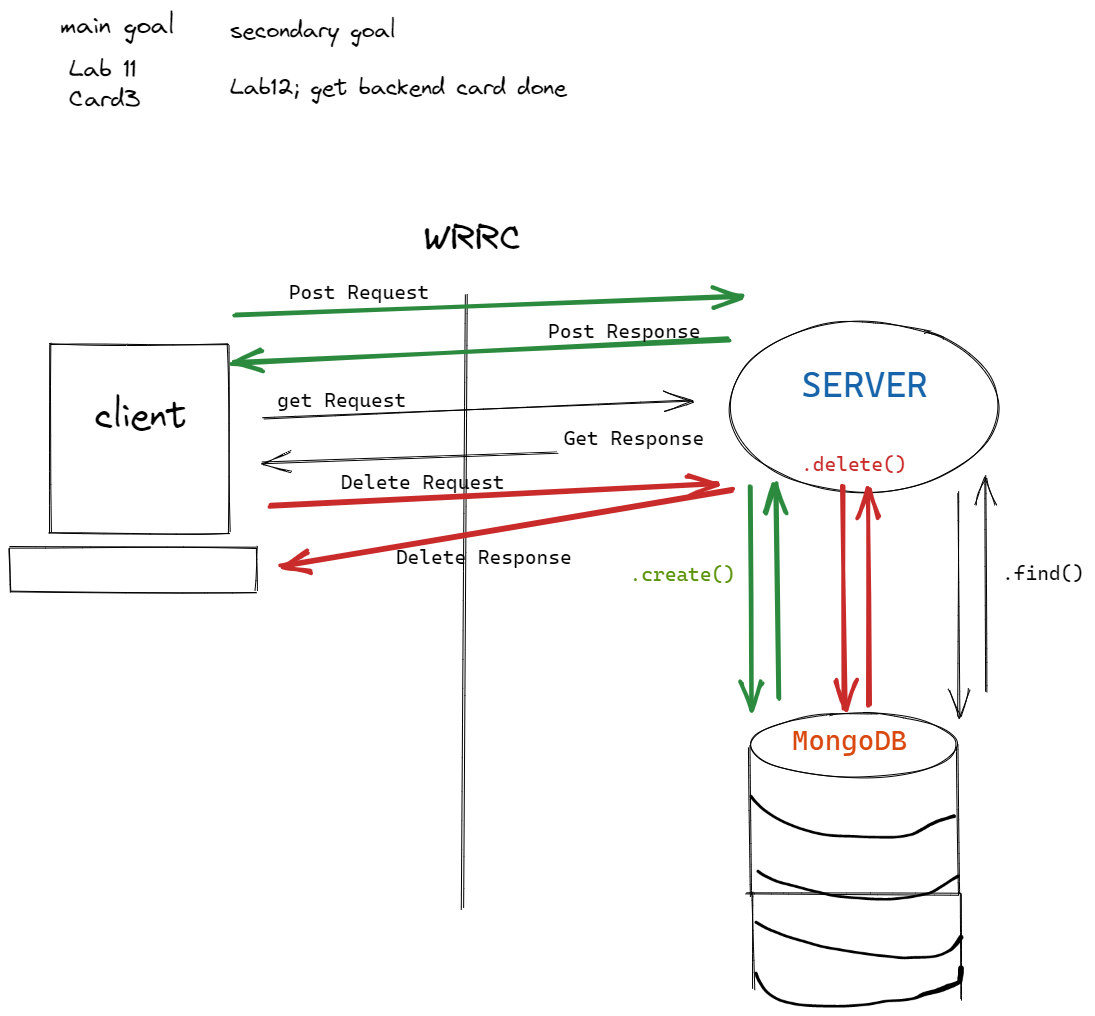 main goal
secondary goal
Lab 11
Card3
Lab12; get backend card done
WRRC
Post Request
Post Response
client
SERVER
get Request
Get Response
.delete()
Delete Request
Delete Response
.create()
.find()
MongoDB